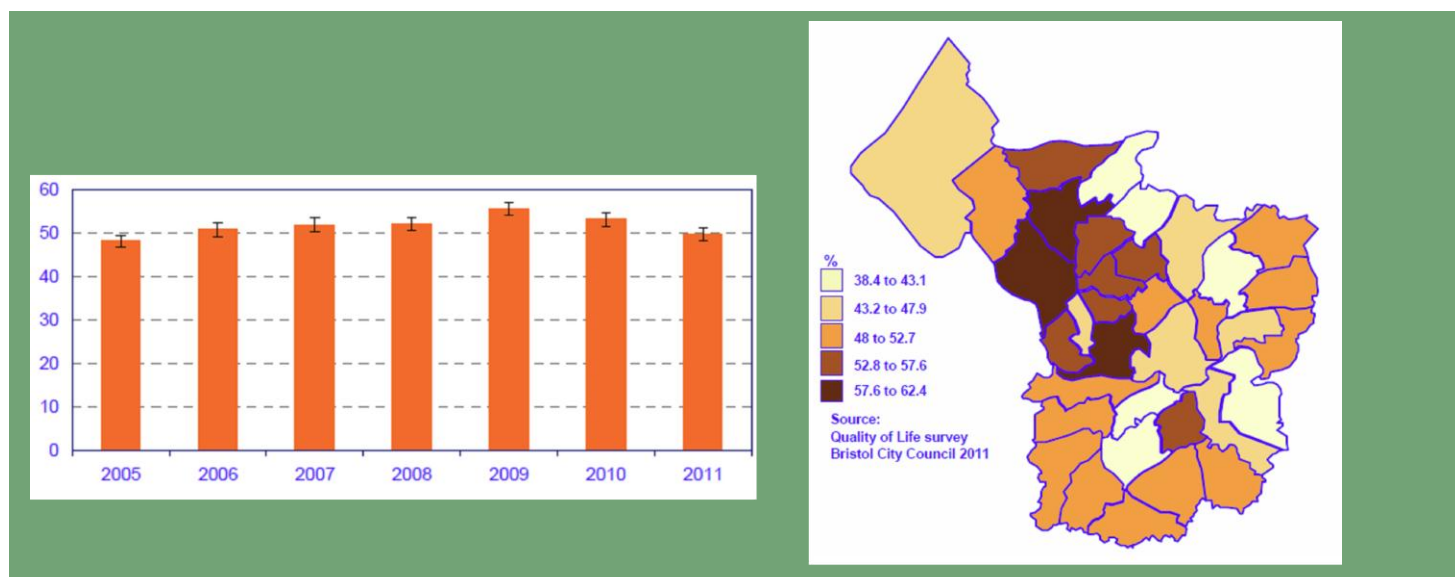 60
50
40
30
20
10
0
2005 2006 2007 2008 2009 2010 2011
%
38.4 to 43.1
43.2 to 47.9
48 to 52.7
52.8 to 57.6
57.6 to 62.4
Source:
Quality of Life survey
Bristol City Council 2011